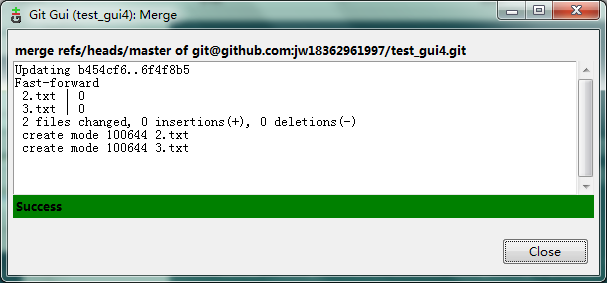 Git Gui (test_gui4): Merge
merge refs/heads/master of git@github.com:jw18362961997/test_gui4.git
Updating b454cf6..6f4f8b5
Fast-forward
2.txt | 0
3.txt | 0
2 files changed, 0 insertions(+), 0 deletions(-)
create mode 100644 2.txt
create mode 100644 3.txt
Success
Close